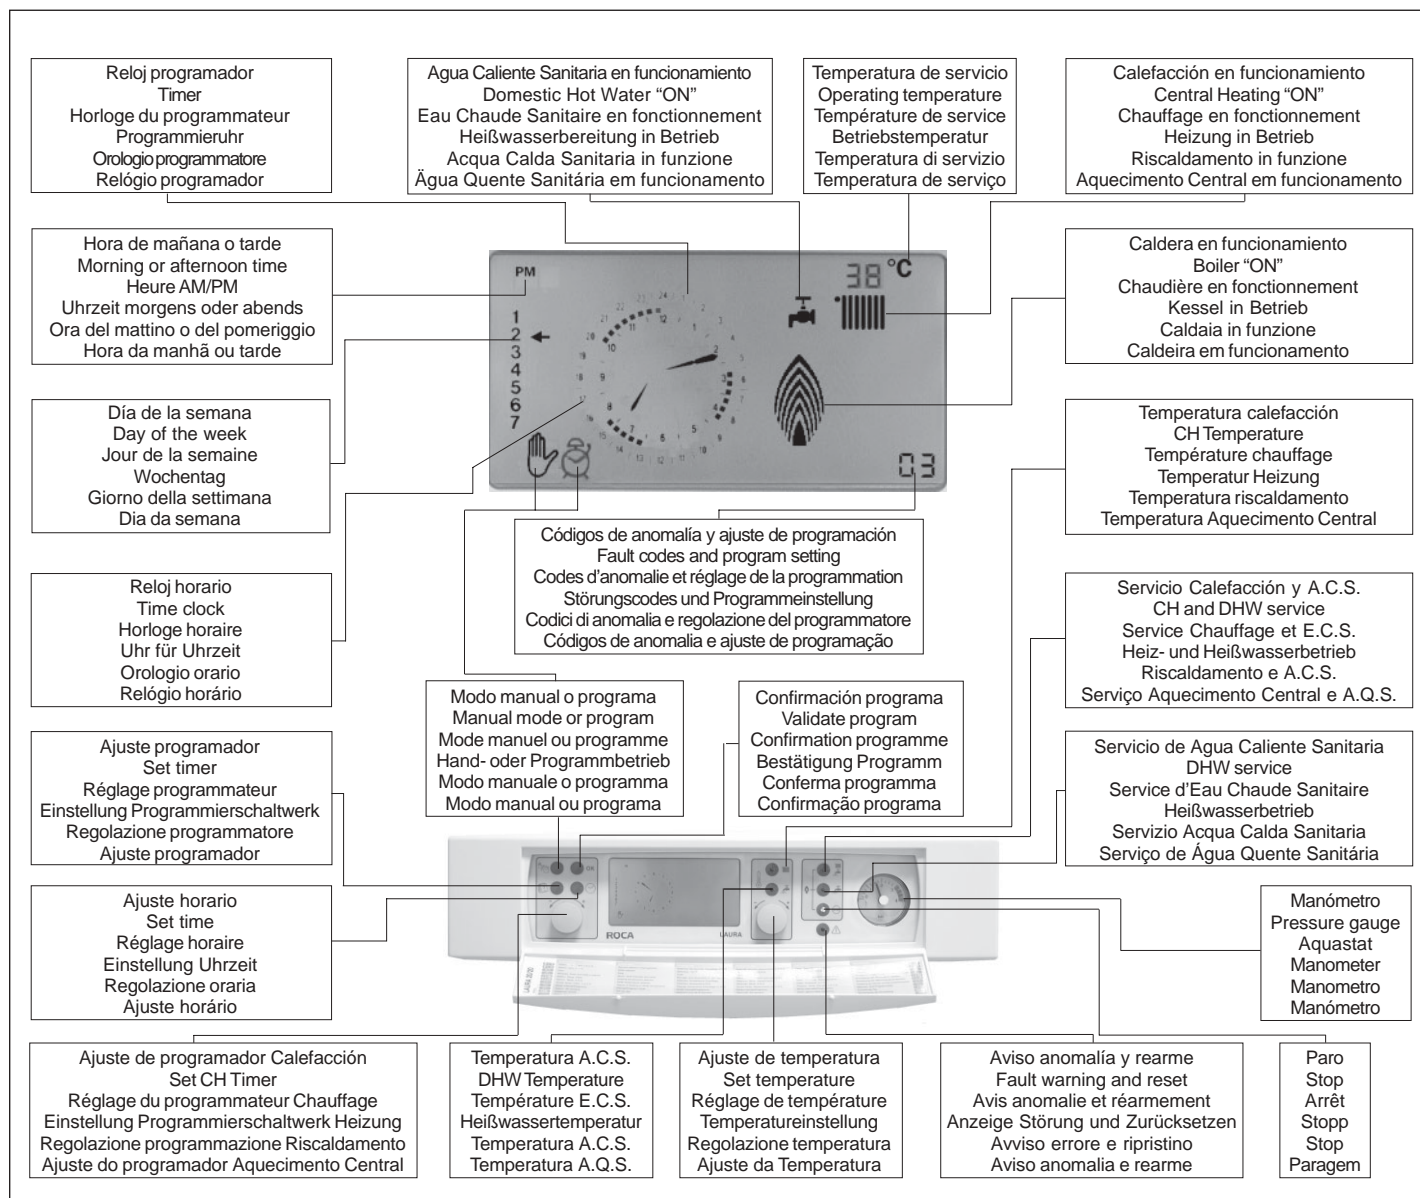 Reloj programador
Timer
Horloge du programmateur
Programmieruhr
Orologio programmatore
Relógio programador
Agua Caliente Sanitaria en funcionamiento
Domestic Hot Water “ON”
Eau Chaude Sanitaire en fonctionnement
Heißwasserbereitung in Betrieb
Acqua Calda Sanitaria in funzione
Ägua Quente Sanitária em funcionamento
Temperatura de servicio
Operating temperature
Température de service
Betriebstemperatur
Temperatura di servizio
Temperatura de serviço
Calefacción en funcionamiento
Central Heating “ON”
Chauffage en fonctionnement
Heizung in Betrieb
Riscaldamento in funzione
Aquecimento Central em funcionamento
Hora de mañana o tarde
Morning or afternoon time
Heure AM/PM
Uhrzeit morgens oder abends
Ora del mattino o del pomeriggio
Hora da manhã ou tarde
PM
38 °C
1
2
3
4
5
6
7
03
Caldera en funcionamiento
Boiler “ON”
Chaudière en fonctionnement
Kessel in Betrieb
Caldaia in funzione
Caldeira em funcionamento
Día de la semana
Day of the week
Jour de la semaine
Wochentag
Giorno della settimana
Dia da semana
Temperatura calefacción
CH Temperature
Température chauffage
Temperatur Heizung
Temperatura riscaldamento
Temperatura Aquecimento Central
Códigos de anomalía y ajuste de programación
Fault codes and program setting
Codes d’anomalie et réglage de la programmation
Störungscodes und Programmeinstellung
Codici di anomalia e regolazione del programmatore
Códigos de anomalia e ajuste de programação
Reloj horario
Time clock
Horloge horaire
Uhr für Uhrzeit
Orologio orario
Relógio horário
Servicio Calefacción y A.C.S.
CH and DHW service
Service Chauffage et E.C.S.
Heiz- und Heißwasserbetrieb
Riscaldamento e A.C.S.
Serviço Aquecimento Central e A.Q.S.
Modo manual o programa
Manual mode or program
Mode manuel ou programme
Hand- oder Programmbetrieb
Modo manuale o programma
Modo manual ou programa
Confirmación programa
Validate program
Confirmation programme
Bestätigung Programm
Conferma programma
Confirmação programa
Ajuste programador
Set timer
Réglage programmateur
Einstellung Programmierschaltwerk
Regolazione programmatore
Ajuste programador
Servicio de Agua Caliente Sanitaria
DHW service
Service d’Eau Chaude Sanitaire
Heißwasserbetrieb
Servizio Acqua Calda Sanitaria
Serviço de Água Quente Sanitária
OK
ROCA
LAURA
Ajuste horario
Set time
Réglage horaire
Einstellung Uhrzeit
Regolazione oraria
Ajuste horário
Manómetro
Pressure gauge
Aquastat
Manometer
Manometro
Manómetro
Ajuste de programador Calefacción
Set CH Timer
Réglage du programmateur Chauffage
Einstellung Programmierschaltwerk Heizung
Regolazione programmazione Riscaldamento
Ajuste do programador Aquecimento Central
Temperatura A.C.S.
DHW Temperature
Température E.C.S.
Heißwassertemperatur
Temperatura A.C.S.
Temperatura A.Q.S.
Ajuste de temperatura
Set temperature
Réglage de température
Temperatureinstellung
Regolazione temperatura
Ajuste da Temperatura
Aviso anomalía y rearme
Fault warning and reset
Avis anomalie et réarmement
Anzeige Störung und Zurücksetzen
Avviso errore e ripristino
Aviso anomalia e rearme
Paro
Stop
Arrêt
Stopp
Stop
Paragem